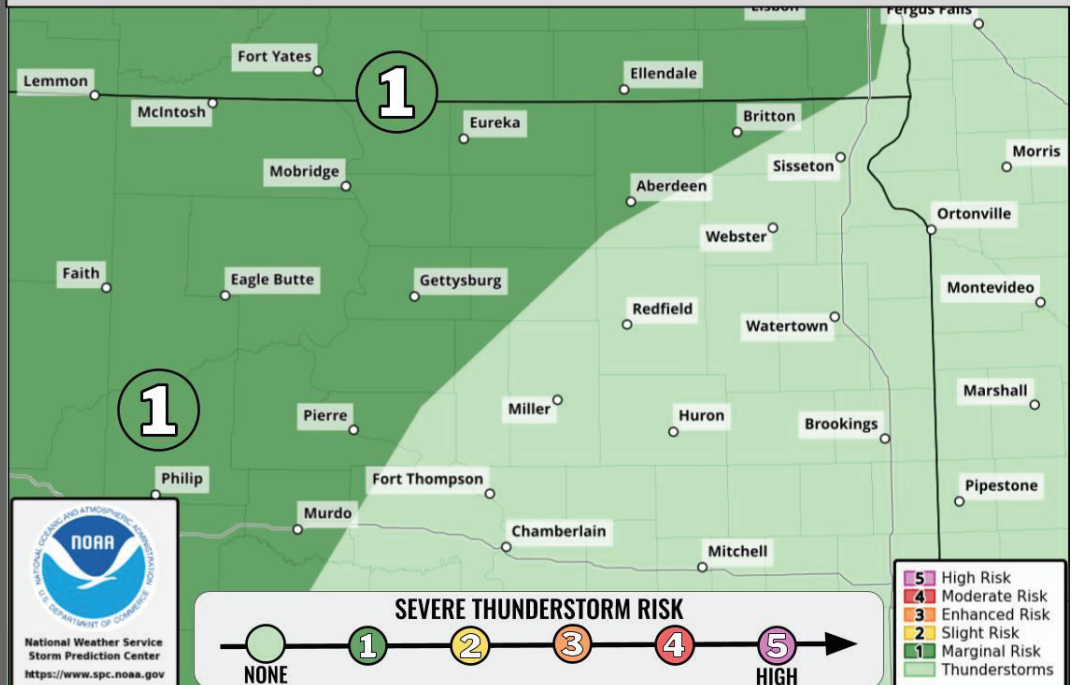 Lisbon
Fergus Falls
Fort Yates
Lemmon
1
Ellendale
McIntosh
Eureka
Britton
Mobridge
Sisseton
Morris
Aberdeen
Ortonville
Webster
Faith
Eagle Butte
Gettysburg
Montevideo
Redfield
Watertown
1
Marshall
Pierre
Miller
Huron
Brookings
Philip
Fort Thompson
Pipestone
Murdo
Chamberlain
Mitchell
NATIONAL OCEANIC AND ATMOSPHERIC ADMINISTRATION
NOAA
U.S. DEPARTMENT OF COMMERCE
National Weather Service
Storm Prediction Center
https://www.spc.noaa.gov
SEVERE THUNDERSTORM RISK
1 2 3 4 5
NONE HIGH
5 High Risk
4 Moderate Risk
3 Enhanced Risk
2 Slight Risk
1 Marginal Risk
Thunderstorms